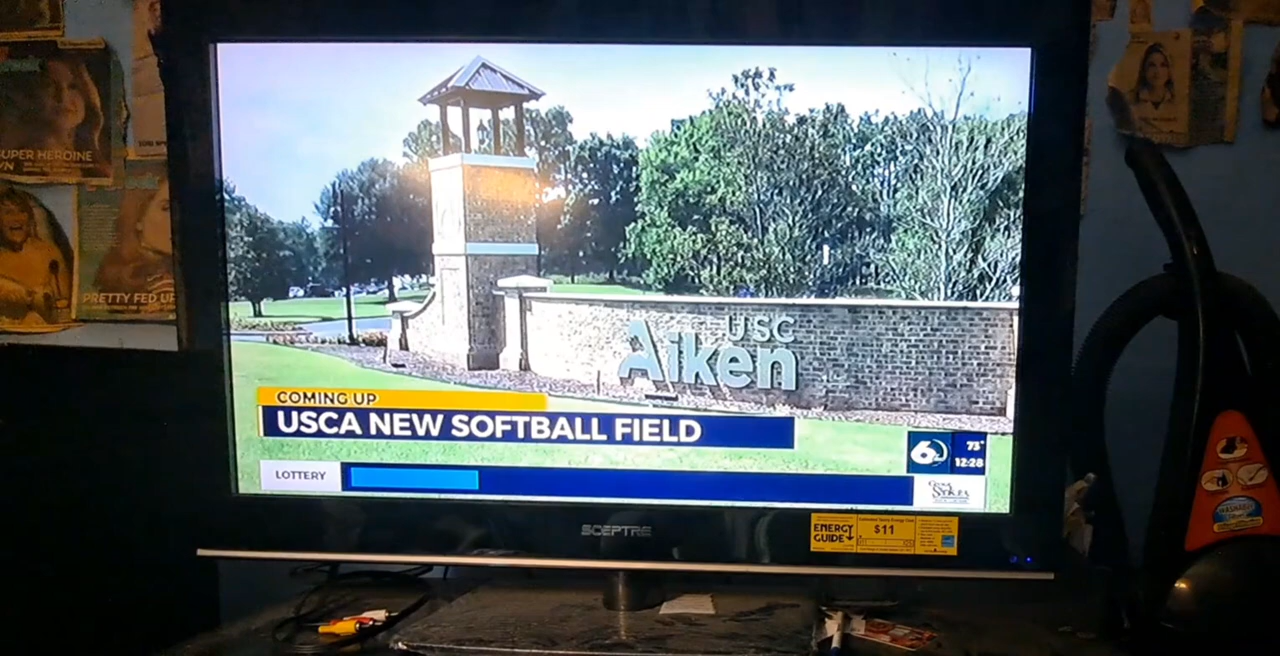 SUPER HEROINE
PRETTY FED UP
USC
Aiken
COMING UP
USCA NEW SOFTBALL FIELD
6
73°
12:28
LOTTERY
SCEPTRE
ENERGY
GUIDE
$11
WASHABLE